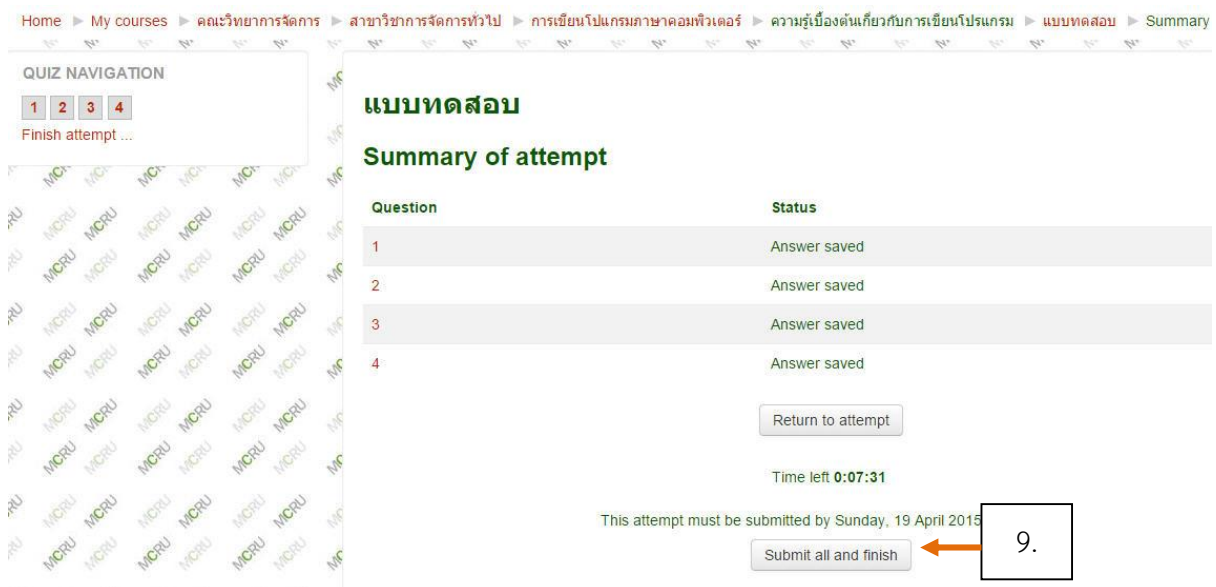 Home ► My courses ► คณะวิทยาการจัดการ ► สาขาวิชาการจัดการทั่วไป ► การเขียนโปแกรมภาษาคอมพิวเตอร์ ► ความรู้เบื้องต้นเกี่ยวกับการเขียนโปรแกรม ► แบบทดสอบ ► Summary
QUIZ NAVIGATION
1 2 3 4
Finish attempt ...
แบบทดสอบ
Summary of attempt
Question Status
1 Answer saved
2 Answer saved
3 Answer saved
4 Answer saved
Return to attempt
Time left 0:07:31
This attempt must be submitted by Sunday, 19 April 2015
Submit all and finish
9.